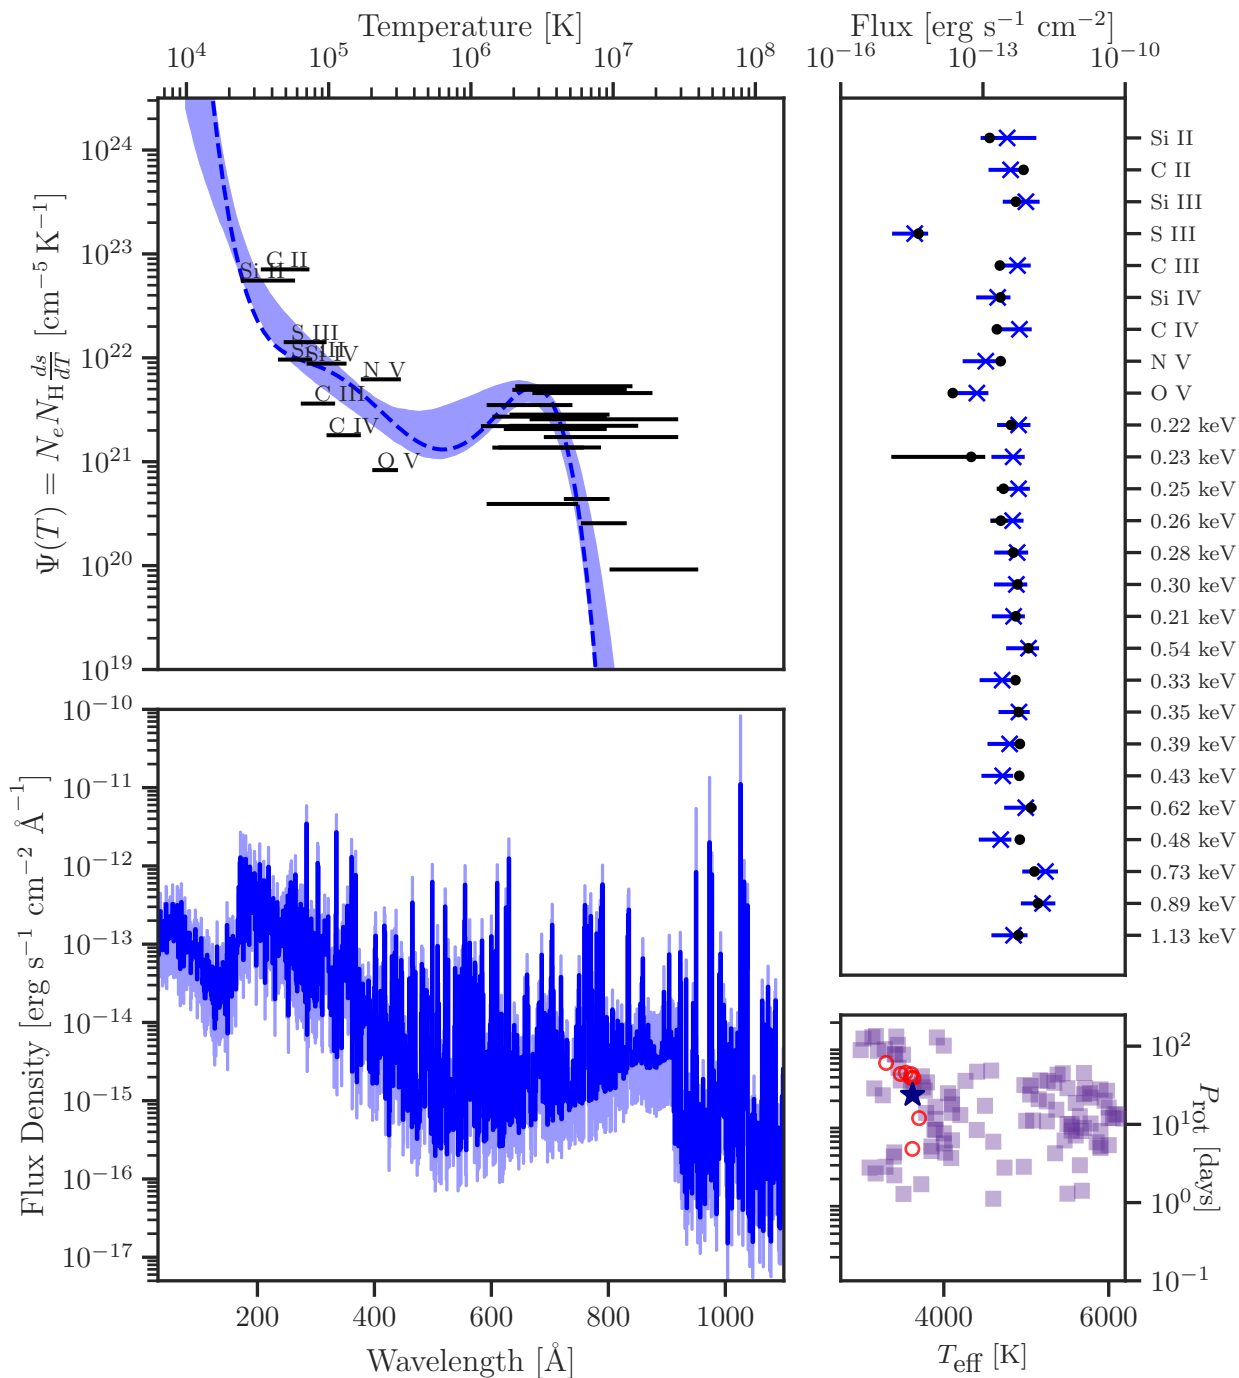 Temperature [K]
10^4 10^5 10^6 10^7 10^8
Ψ(T) = N_e N_H ds/dT [cm^−5 K^−1]
10^24
10^23
10^22
10^21
10^20
10^19
C II
Si II
S III
Si III
Si IV
N V
C III
C IV
O V
Flux [erg s^−1 cm^−2]
10^−16 10^−13 10^−10
Si II
C II
Si III
S III
C III
Si IV
C IV
N V
O V
0.22 keV
0.23 keV
0.25 keV
0.26 keV
0.28 keV
0.30 keV
0.21 keV
0.54 keV
0.33 keV
0.35 keV
0.39 keV
0.43 keV
0.62 keV
0.48 keV
0.73 keV
0.89 keV
1.13 keV
Flux Density [erg s^−1 cm^−2 Å^−1]
10^−10
10^−11
10^−12
10^−13
10^−14
10^−15
10^−16
10^−17
200 400 600 800 1000
Wavelength [Å]
10^2
10^1
10^0
10^−1
P_rot [days]
4000 6000
T_eff [K]